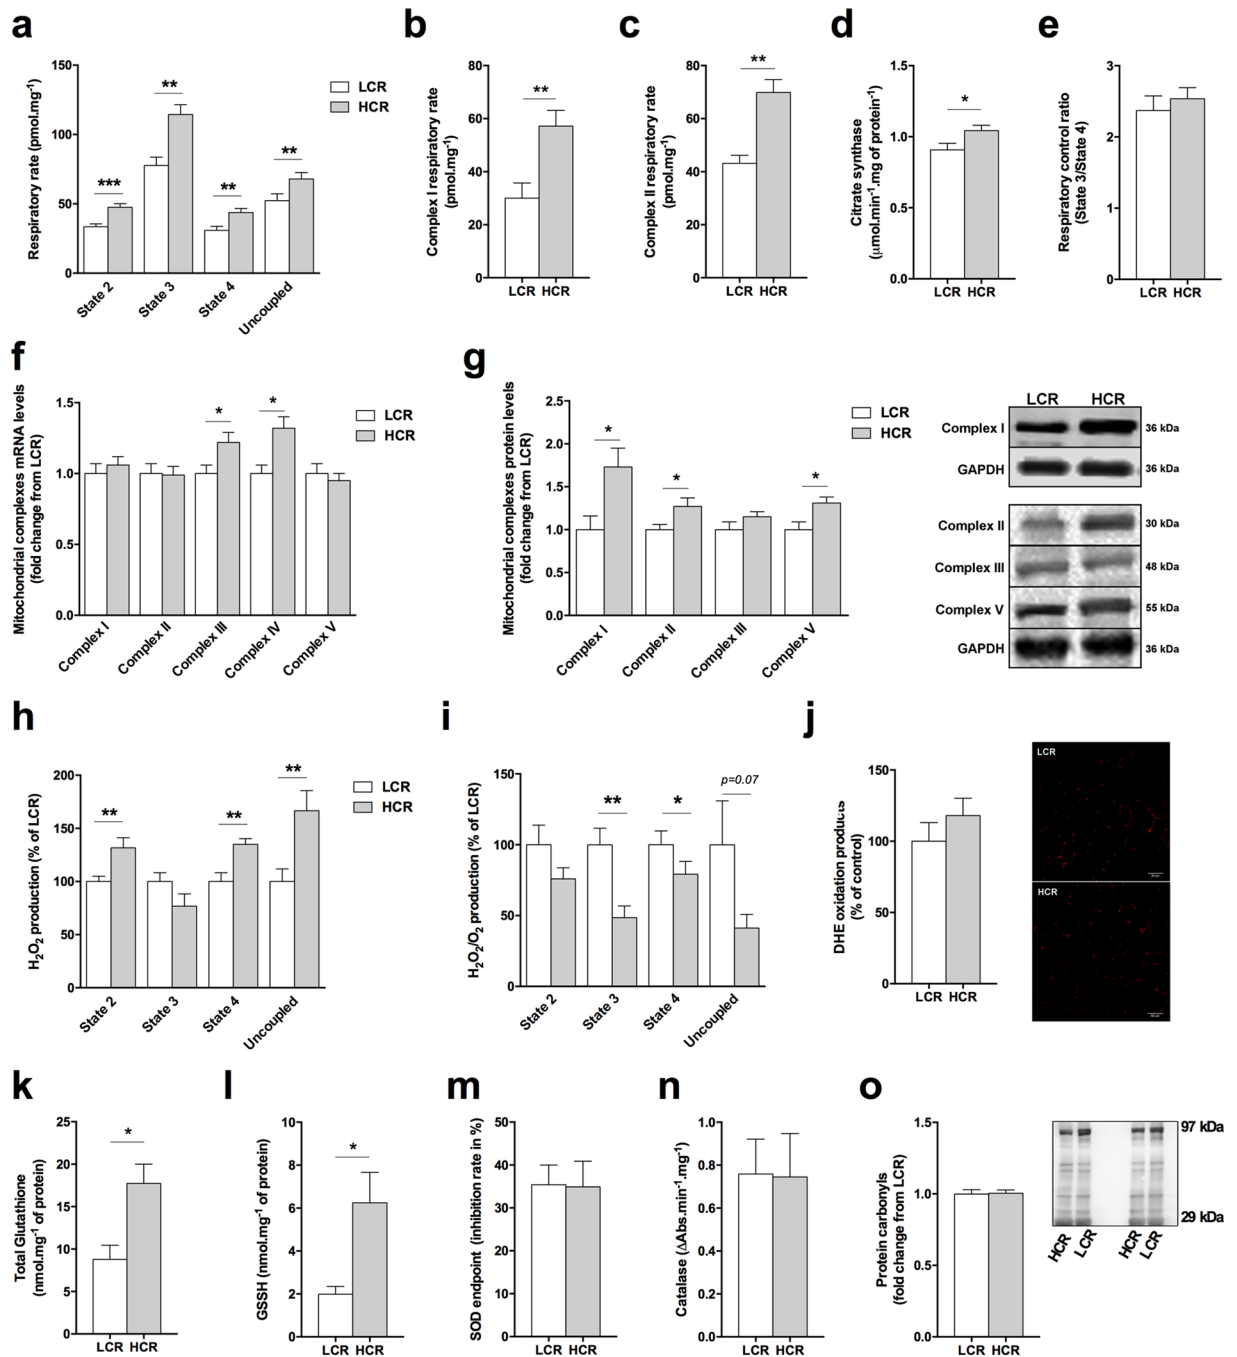 a
Respiratory rate (pmol.mg-1)
150
100
50
0
***
**
**
**
State 2
State 3
State 4
Uncoupled
LCR
HCR
b
Complex I respiratory rate
(pmol.mg-1)
80
60
40
20
0
**
LCR HCR
c
Complex II respiratory rate
(pmol.mg-1)
80
60
40
20
0
**
LCR HCR
d
Citrate synthase
(μmol.min-1.mg of protein-1)
1.5
1.0
0.5
0.0
*
LCR HCR
e
Respiratory control ratio
(State 3/State 4)
3
2
1
0
LCR HCR
f
Mitochondrial complexes mRNA levels
(fold change from LCR)
1.5
1.0
0.5
0.0
*
*
Complex I
Complex II
Complex III
Complex IV
Complex V
LCR
HCR
g
Mitochondrial complexes protein levels
(fold change from LCR)
2.5
2.0
1.5
1.0
0.5
0.0
*
*
*
Complex I
Complex II
Complex III
Complex V
LCR
HCR
LCR HCR
Complex I 36 kDa
GAPDH 36 kDa
Complex II 30 kDa
Complex III 48 kDa
Complex V 55 kDa
GAPDH 36 kDa
h
H2O2 production (% of LCR)
200
150
100
50
0
**
**
**
State 2
State 3
State 4
Uncoupled
LCR
HCR
i
H2O2/O2 production (% of LCR)
150
100
50
0
**
*
p=0.07
State 2
State 3
State 4
Uncoupled
j
DHE oxidation products
(% of control)
150
100
50
0
LCR HCR
LCR
HCR
k
Total Glutathione
(nmol.mg-1 of protein)
25
20
15
10
5
0
*
LCR HCR
l
GSSH (nmol.mg-1 of protein)
10
8
6
4
2
0
*
LCR HCR
m
SOD endpoint (inhibition rate in %)
50
40
30
20
10
0
LCR HCR
n
Catalase (ΔAbs.min-1.mg-1)
1.0
0.8
0.6
0.4
0.2
0.0
LCR HCR
o
Protein carbonyls
(fold change from LCR)
1.5
1.0
0.5
0.0
LCR HCR
97 kDa
29 kDa
HCR
LCR
HCR
LCR